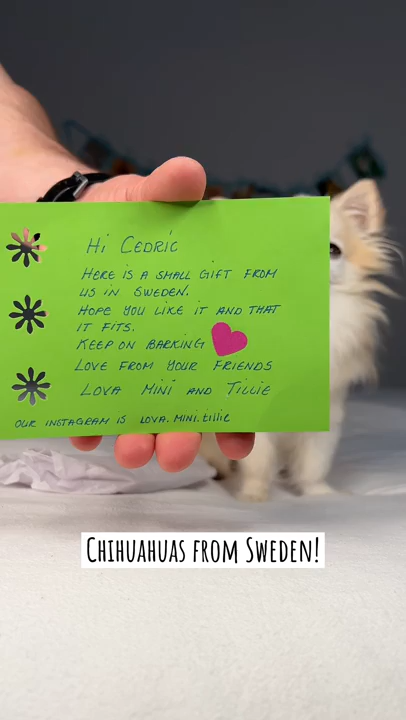 Hi CEDRIC
HERE IS A SMALL GIFT FROM
US IN SWEDEN.
HOPE YOU LIKE IT AND THAT
IT FITS.
KEEP ON BARKING
LOVE FROM YOUR FRIENDS
LOVA MINI AND TILLIE
OUR INSTAGRAM IS LOVA.MINI.tillie
CHIHUAHUAS FROM SWEDEN!